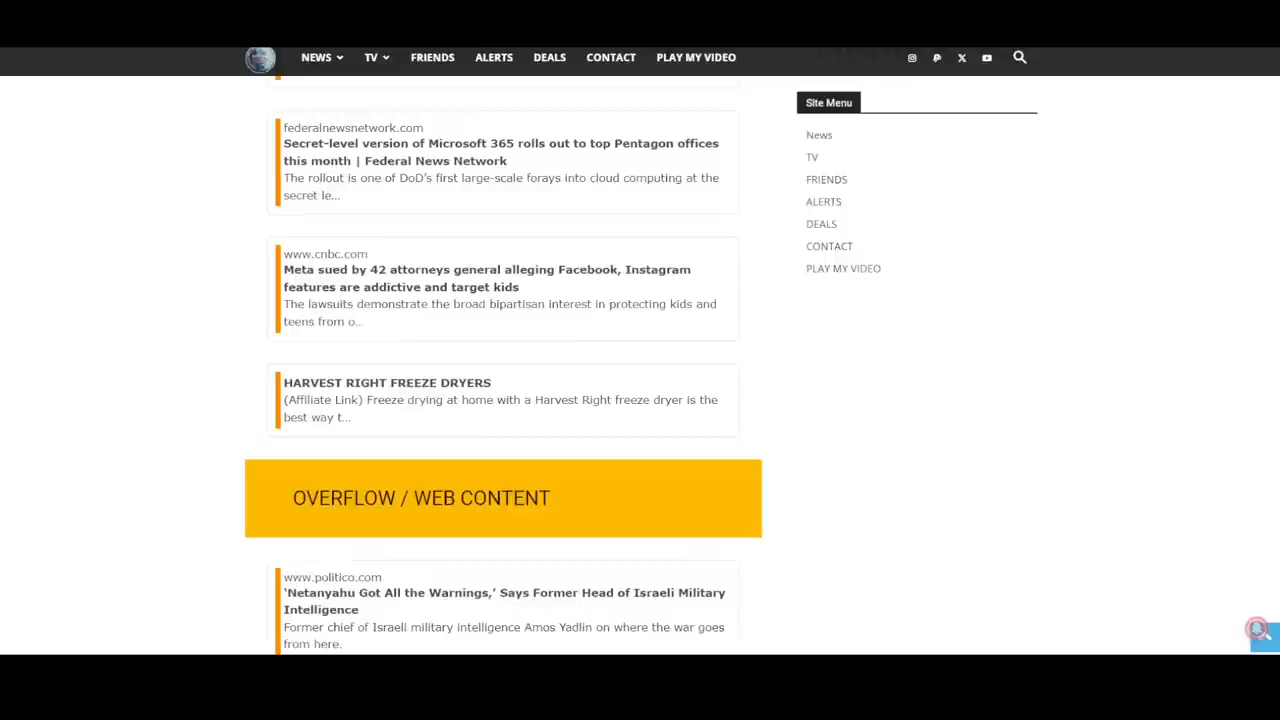 NEWS TV FRIENDS ALERTS DEALS CONTACT PLAY MY VIDEO
federalnewsnetwork.com
Secret-level version of Microsoft 365 rolls out to top Pentagon offices
this month | Federal News Network
The rollout is one of DoD’s first large-scale forays into cloud computing at the
secret le...
www.cnbc.com
Meta sued by 42 attorneys general alleging Facebook, Instagram
features are addictive and target kids
The lawsuits demonstrate the broad bipartisan interest in protecting kids and
teens from o...
HARVEST RIGHT FREEZE DRYERS
(Affiliate Link) Freeze drying at home with a Harvest Right freeze dryer is the
best way t...
OVERFLOW / WEB CONTENT
www.politico.com
‘Netanyahu Got All the Warnings,’ Says Former Head of Israeli Military
Intelligence
Former chief of Israeli military intelligence Amos Yadlin on where the war goes
from here.
Site Menu
News
TV
FRIENDS
ALERTS
DEALS
CONTACT
PLAY MY VIDEO